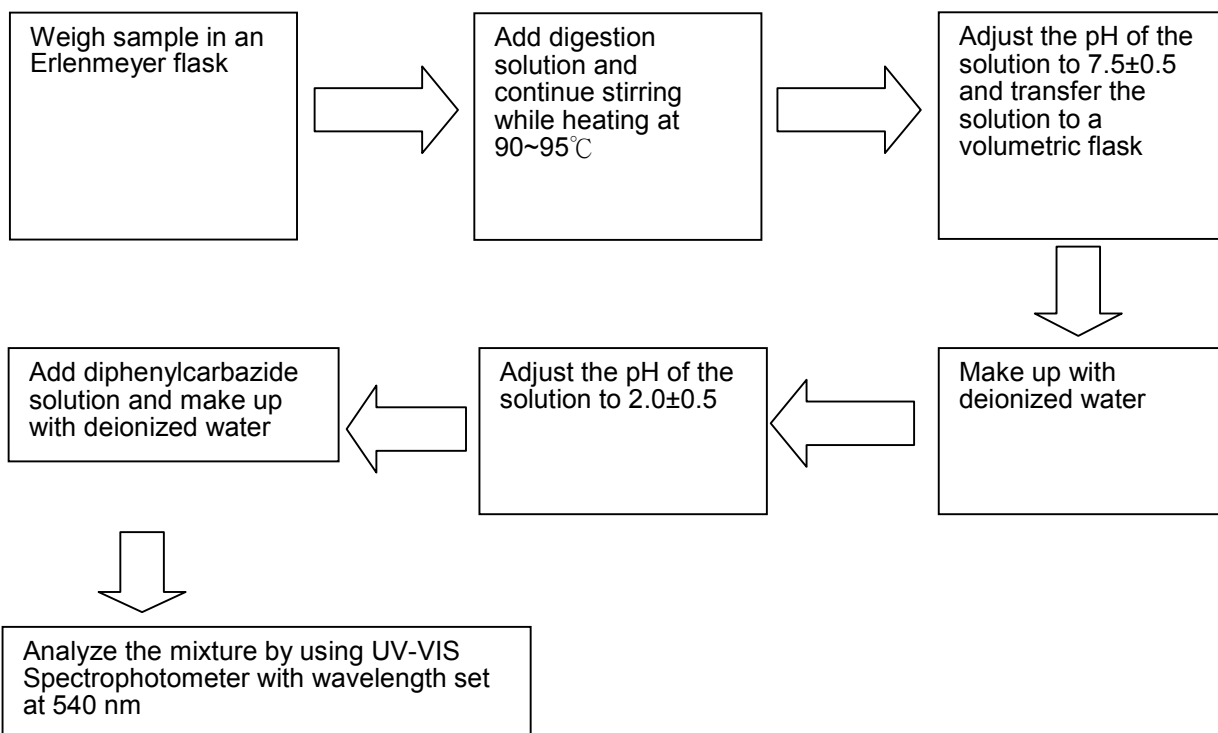 Weigh sample in an
Erlenmeyer flask
Add digestion
solution and
continue stirring
while heating at
90~95℃
Adjust the pH of the
solution to 7.5±0.5
and transfer the
solution to a
volumetric flask
Make up with
deionized water
Adjust the pH of the
solution to 2.0±0.5
Add diphenylcarbazide
solution and make up
with deionized water
Analyze the mixture by using UV-VIS
Spectrophotometer with wavelength set
at 540 nm